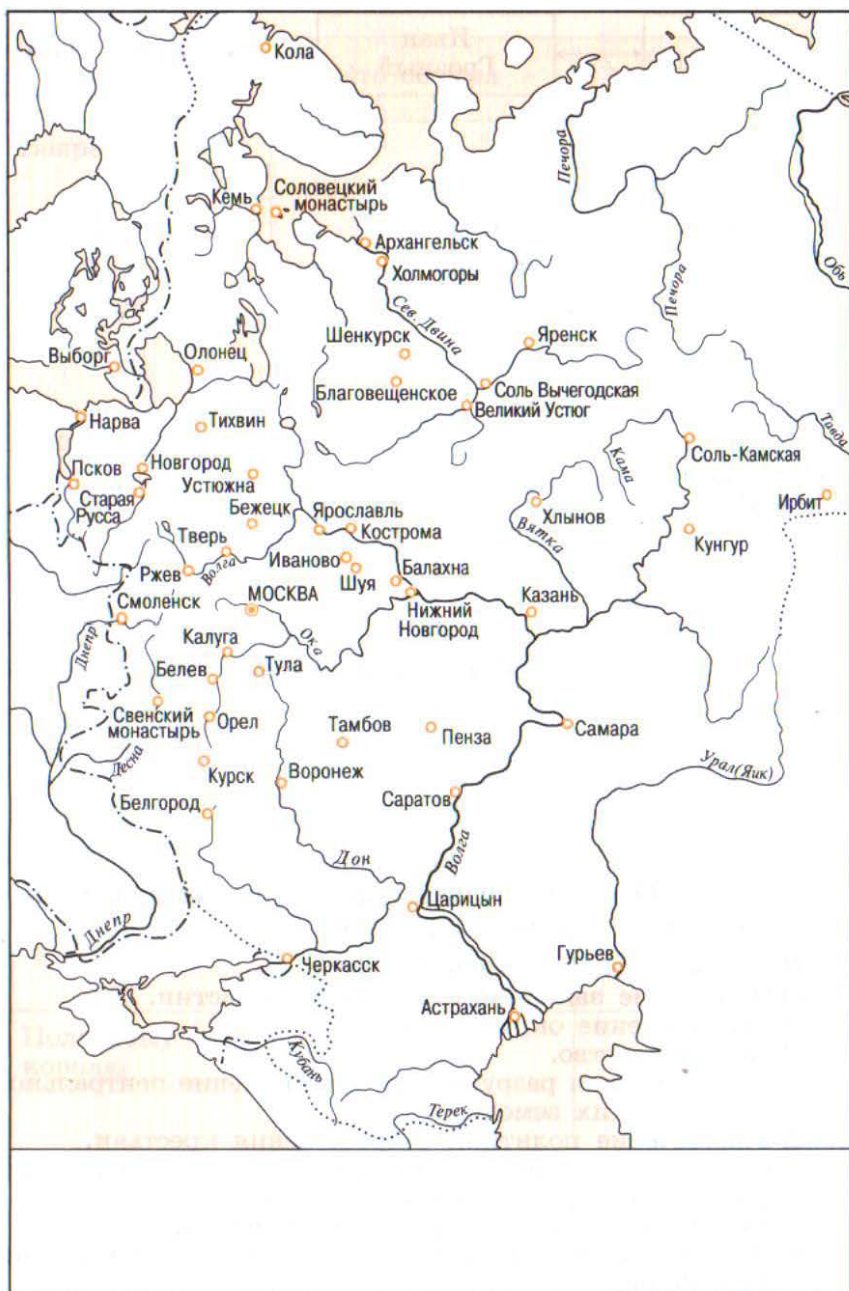 Кола
Печора
Обь
Кемь
Соловецкий
монастырь
Архангельск
Холмогоры
Печора
Сев. Двина
Шенкурск
Яренск
Выборг
Олонец
Благовещенское
Соль Вычегодская
Великий Устюг
Нарва
Тихвин
Тавда
Кама
Соль-Камская
Псков
Новгород
Устюжна
Старая
Русса
Хлынов
Ирбит
Бежецк
Ярославль
Кострома
Вятка
Кунгур
Тверь
Волга
Иваново
Шуя
Балахна
Ржев
Смоленск
МОСКВА
Нижний
Новгород
Казань
Днепр
Калуга
Ока
Белев
Тула
Свенский
монастырь
Орел
Тамбов
Пенза
Самара
Десна
Курск
Воронеж
Урал (Яик)
Саратов
Белгород
Волга
Дон
Царицын
Днепр
Черкасск
Гурьев
Астрахань
Кубань
Терек